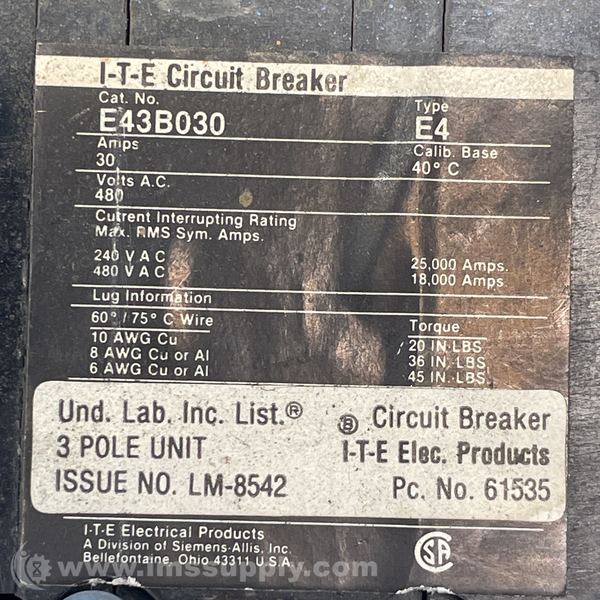 I-T-E Circuit Breaker
Cat. No. Type
E43B030 E4
Amps Calib. Base
30 40° C
Volts A.C.
480
Current Interrupting Rating
Max. RMS Sym. Amps.
240 V A C 25,000 Amps.
480 V A C 18,000 Amps.
Lug Information
60°/75° C Wire Torque
10 AWG Cu 20 IN.-LBS.
8 AWG Cu or Al 36 IN.-LBS.
6 AWG Cu or Al 45 IN.-LBS.
Und. Lab. Inc. List.® Circuit Breaker
3 POLE UNIT I-T-E Elec. Products
ISSUE NO. LM-8542 Pc. No. 61535
I-T-E Electrical Products
A Division of Siemens-Allis, Inc.
Bellefontaine, Ohio 43311 U.S.A.
SA
www.imssupply.com